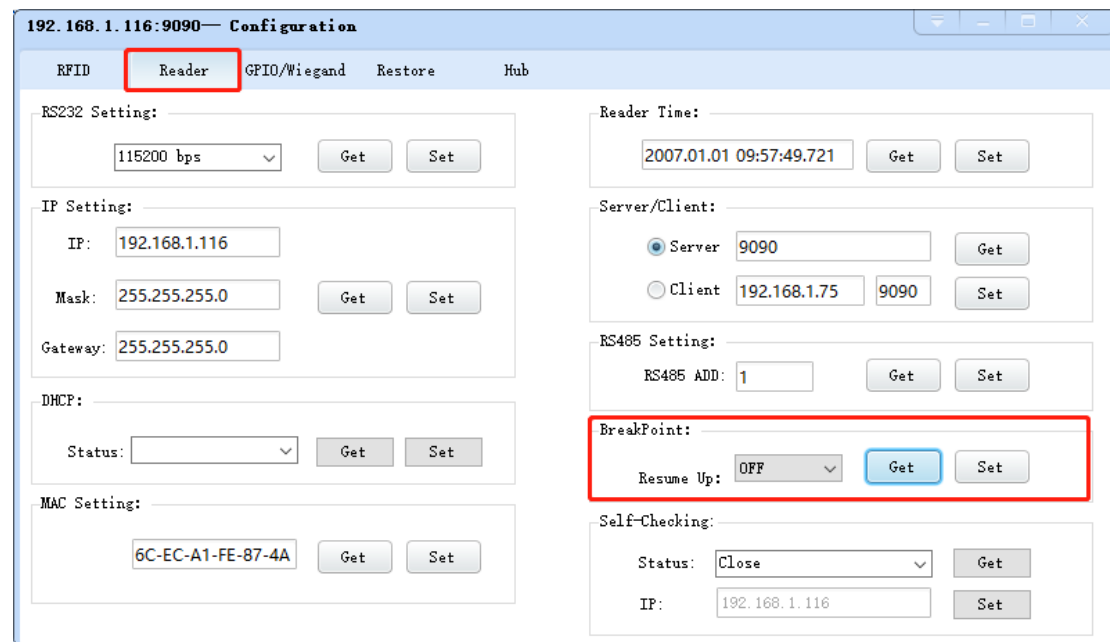 192.168.1.116:9090— Configuration
RFID Reader GPIO/Wiegand Restore Hub
RS232 Setting:
115200 bps Get Set
IP Setting:
IP: 192.168.1.116
Mask: 255.255.255.0 Get Set
Gateway: 255.255.255.0
DHCP:
Status: Get Set
MAC Setting:
6C-EC-A1-FE-87-4A Get Set
Reader Time:
2007.01.01 09:57:49.721 Get Set
Server/Client:
Server 9090 Get
Client 192.168.1.75 9090 Set
RS485 Setting:
RS485 ADD: 1 Get Set
BreakPoint:
Resume Up: OFF Get Set
Self-Checking:
Status: Close Get
IP: 192.168.1.116 Set